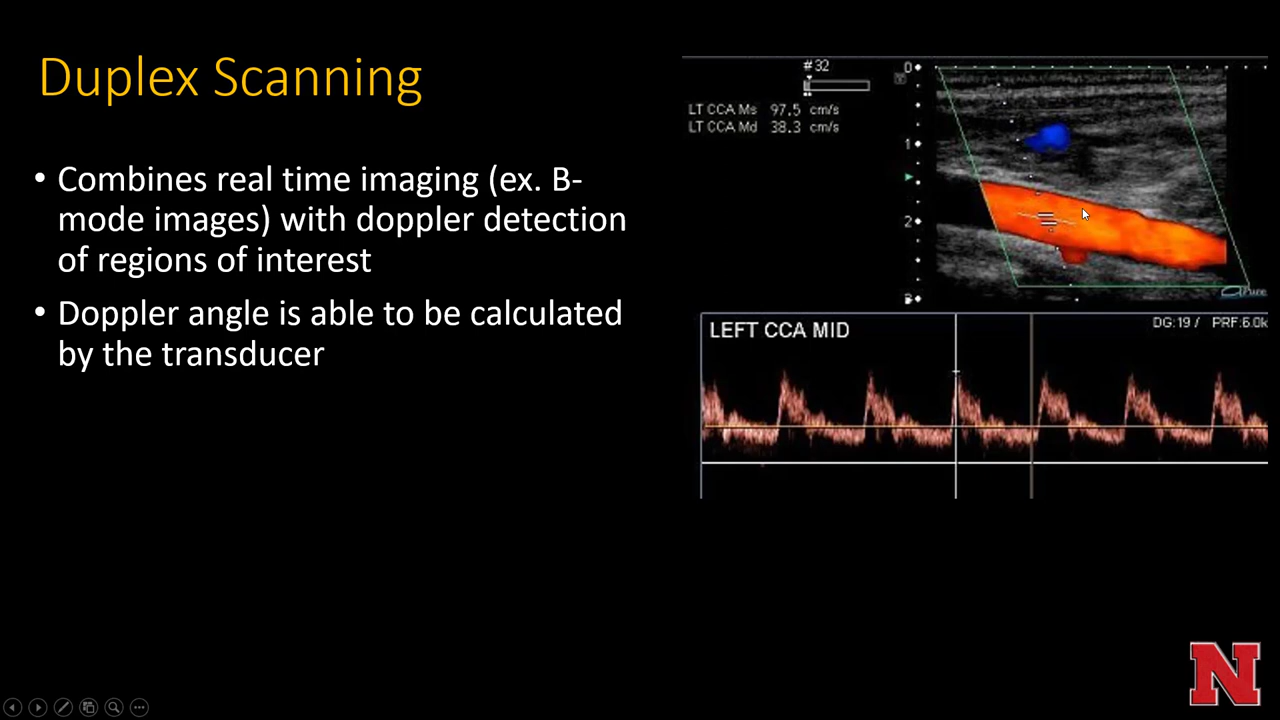 Duplex Scanning
• Combines real time imaging (ex. B-
mode images) with doppler detection
of regions of interest
• Doppler angle is able to be calculated
by the transducer
#32
LT CCA Ms 97.5 cm/s
LT CCA Md 38.3 cm/s
0
1
2
3
LEFT CCA MID
DG:19 / PRF:6.0k
N